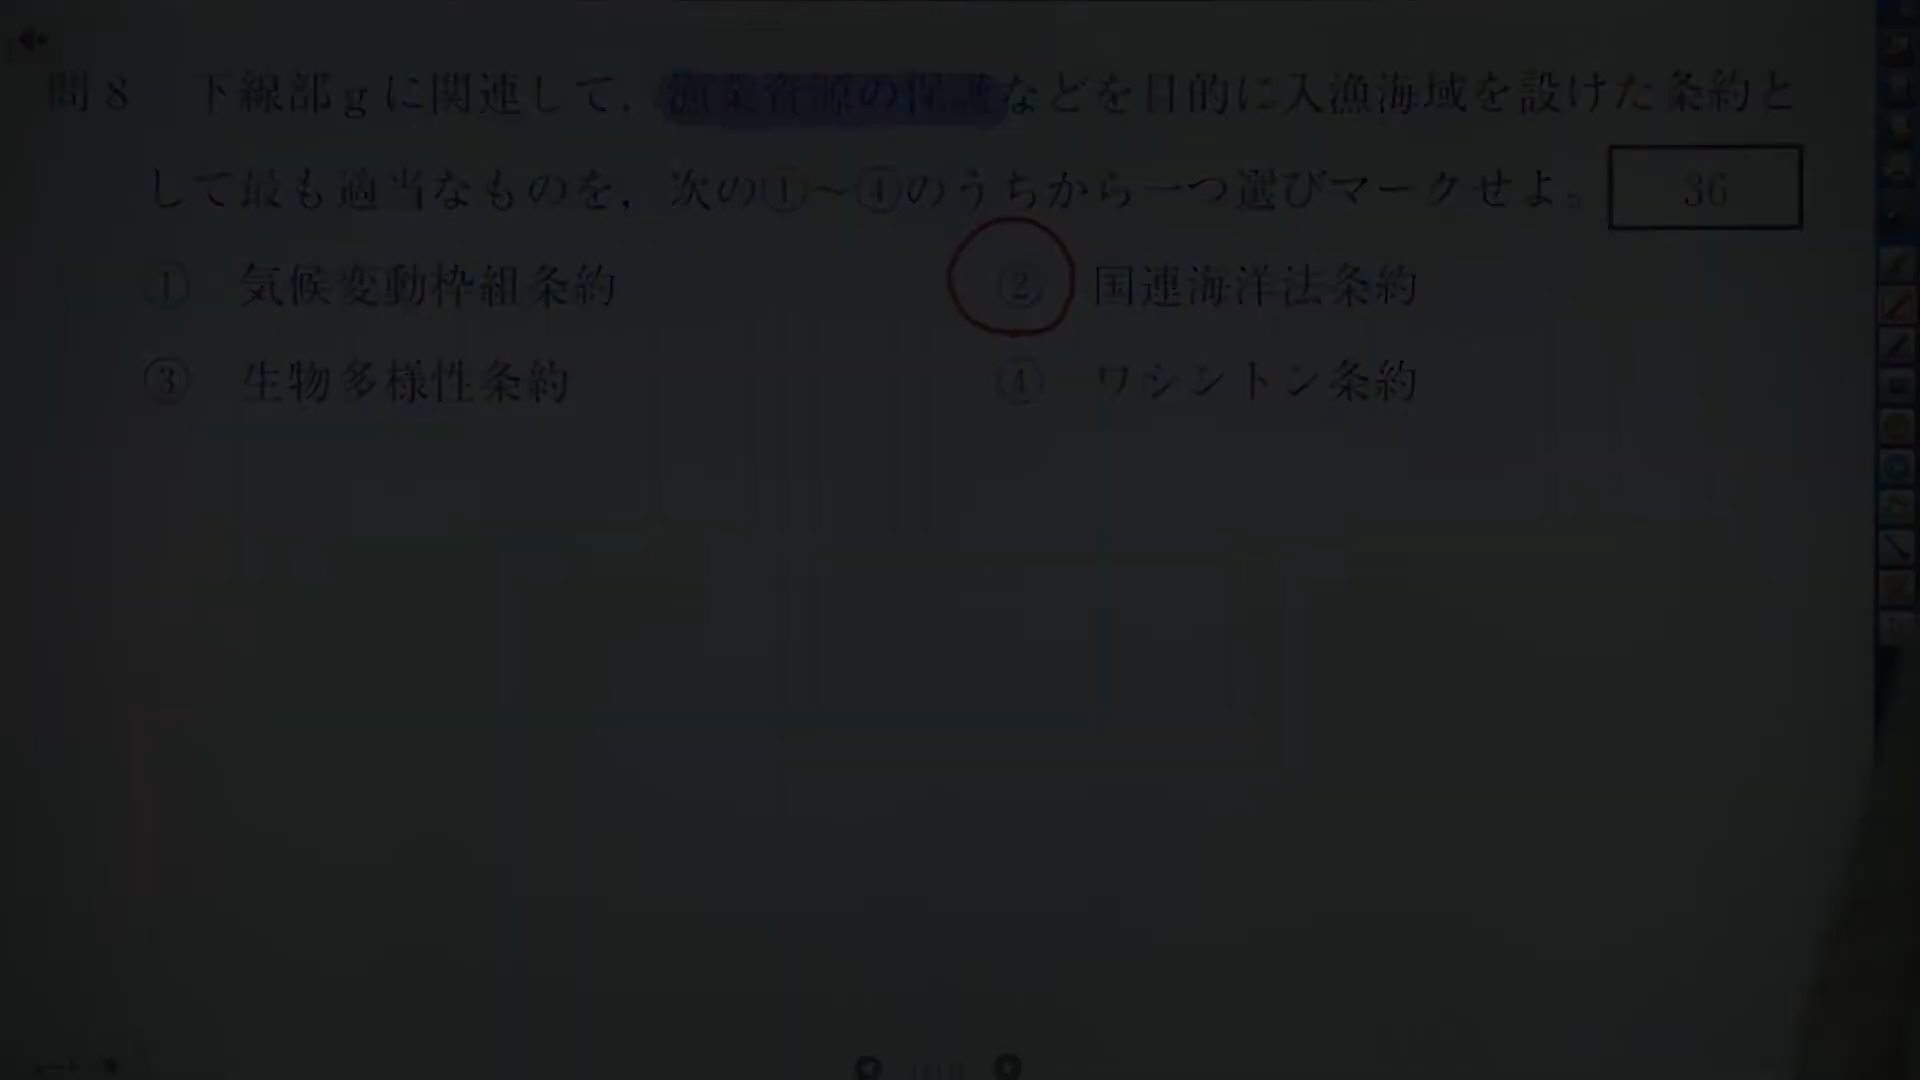 問8 下線部gに関連して，漁業資源の保護などを目的に入漁海域を設けた条約と
して最も適当なものを，次の①～④のうちから一つ選びマークせよ。 36
① 気候変動枠組条約 ② 国連海洋法条約
③ 生物多様性条約 ④ ワシントン条約